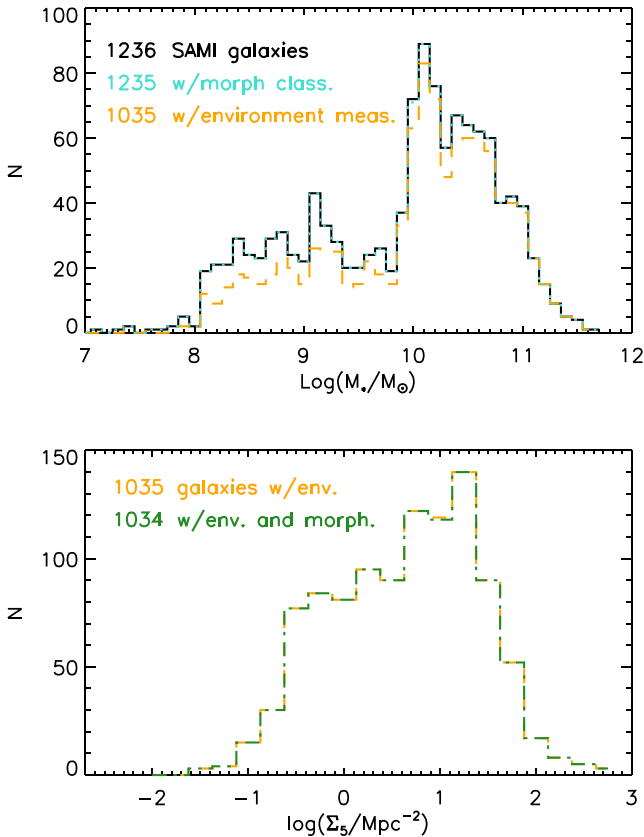 100
80
60
40
20
0
N
1236 SAMI galaxies
1235 w/morph class.
1035 w/environment meas.
7 8 9 10 11 12
Log(M*/M⊙)
150
100
50
0
N
1035 galaxies w/env.
1034 w/env. and morph.
-2 -1 0 1 2 3
log(Σ5/Mpc−2)